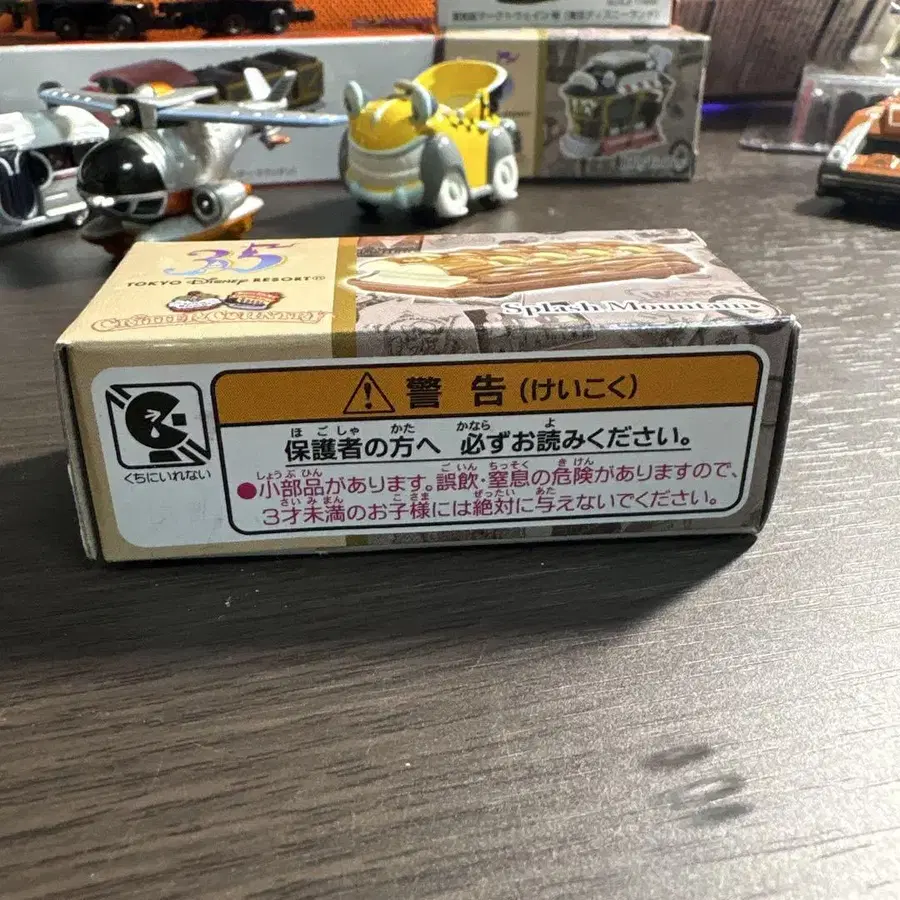 35
TOKYO Disney RESORT
CRITTER COUNTRY
Splash Mountain
警告(けいこく)
保護者の方へ 必ずお読みください。
ほごしゃ かた かなら よ
くちにいれない
●小部品があります。誤飲・窒息の危険がありますので、
しょうぶひん ごいん ちっそく きけん
3才未満のお子様には絶対に与えないでください。
さいみまん こさま ぜったい あた